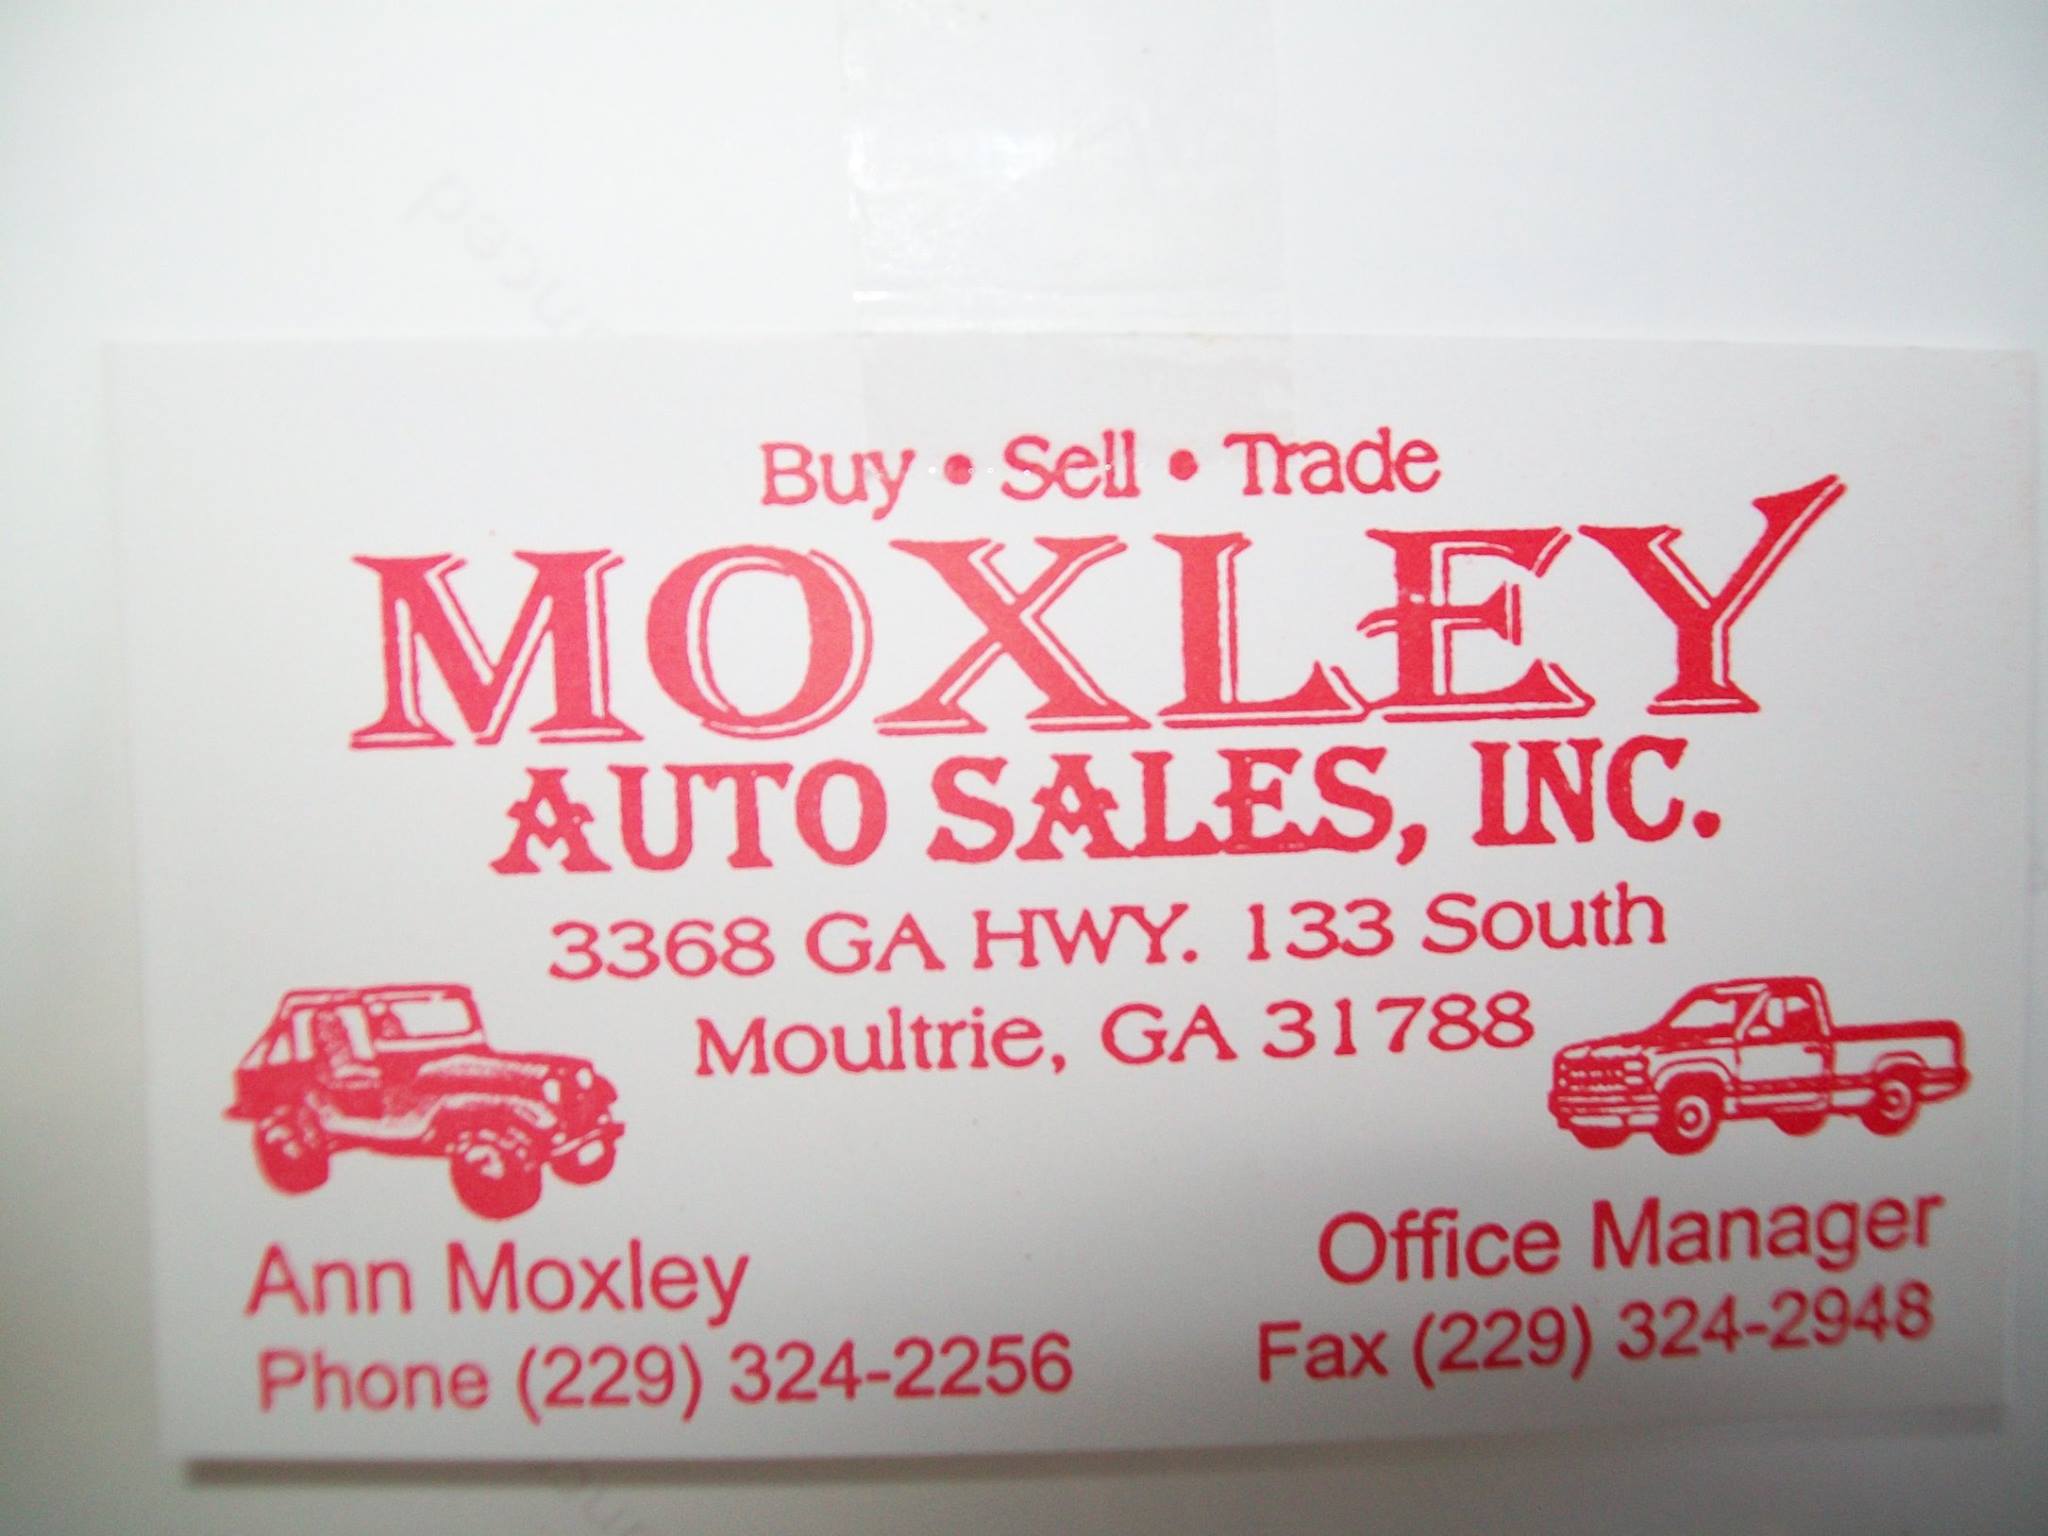 Buy • Sell • Trade
MOXLEY
AUTO SALES, INC.
3368 GA HWY. 133 South
Moultrie, GA 31788
Ann Moxley
Office Manager
Phone (229) 324-2256
Fax (229) 324-2948